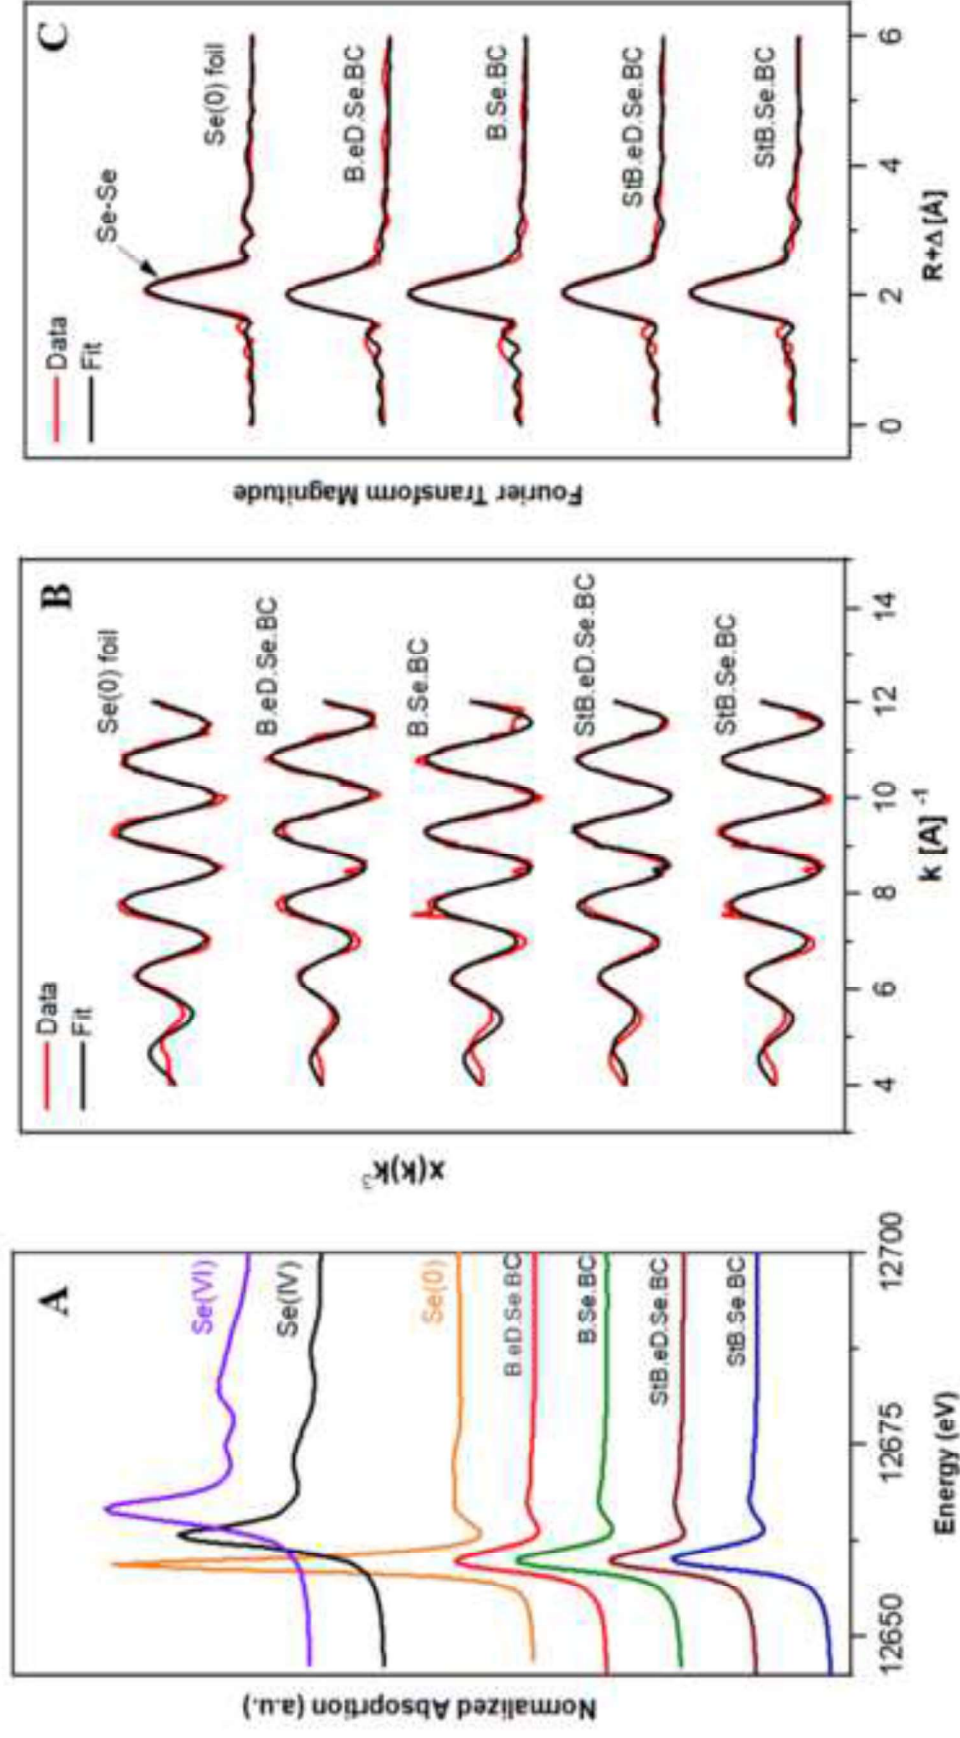 A
Se(VI)
Se(IV)
Se(0)
B.eD.Se.BC
B.Se.BC
StB.eD.Se.BC
StB.Se.BC
12650
12675
12700
Energy (eV)
Normalized Absoprtion (a.u.)
B
Data
Fit
Se(0) foil
B.eD.Se.BC
B.Se.BC
StB.eD.Se.BC
StB.Se.BC
4 6 8 10 12 14
k [A] -1
x(k)k
C
Data
Fit
Se-Se
Se(0) foil
B.eD.Se.BC
B.Se.BC
StB.eD.Se.BC
StB.Se.BC
0 2 4 6
R+Δ [Å]
Fourier Transform Magnitude